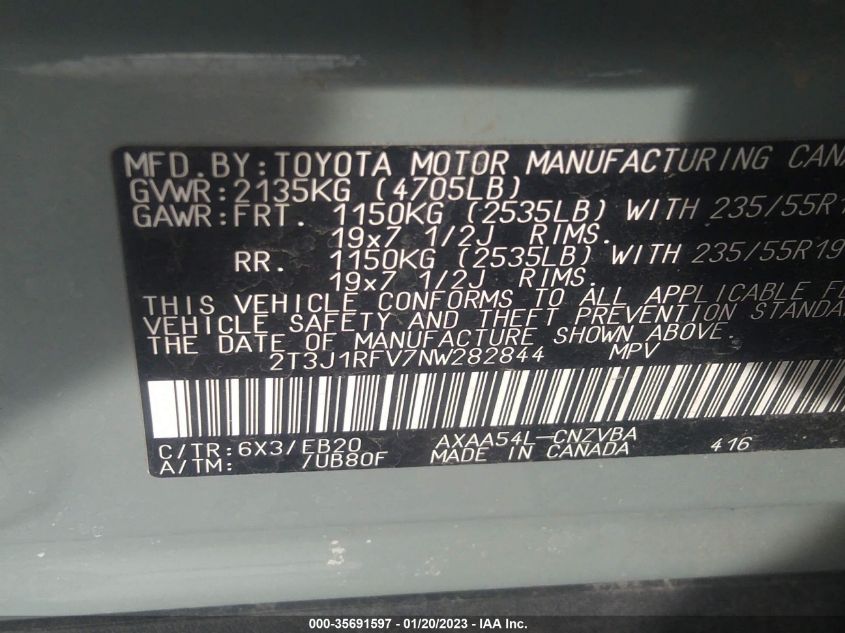 MFD.BY:TOYOTA MOTOR MANUFACTURING CAN
GVWR:2135KG (4705LB)
GAWR:FRT. 1150KG (2535LB) WITH 235/55R1
19x7 1/2J RIMS.
RR. 1150KG (2535LB) WITH 235/55R19
19x7 1/2J RIMS.
THIS VEHICLE CONFORMS TO ALL APPLICABLE FE
VEHICLE SAFETY AND THEFT PREVENTION STANDA
THE DATE OF MANUFACTURE SHOWN ABOVE.
2T3J1RFV7NW282844 MPV
C/TR:6X3/EB20 AXAA54L-CNZVBA 416
A/TM: /UB80F MADE IN CANADA
000-35691597 - 01/20/2023 - IAA Inc.